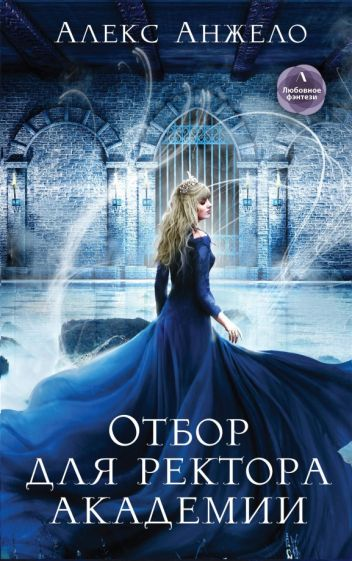 Алекс Анжело
Λ
Любовное
фэнтези
Отбор
для ректора
академии